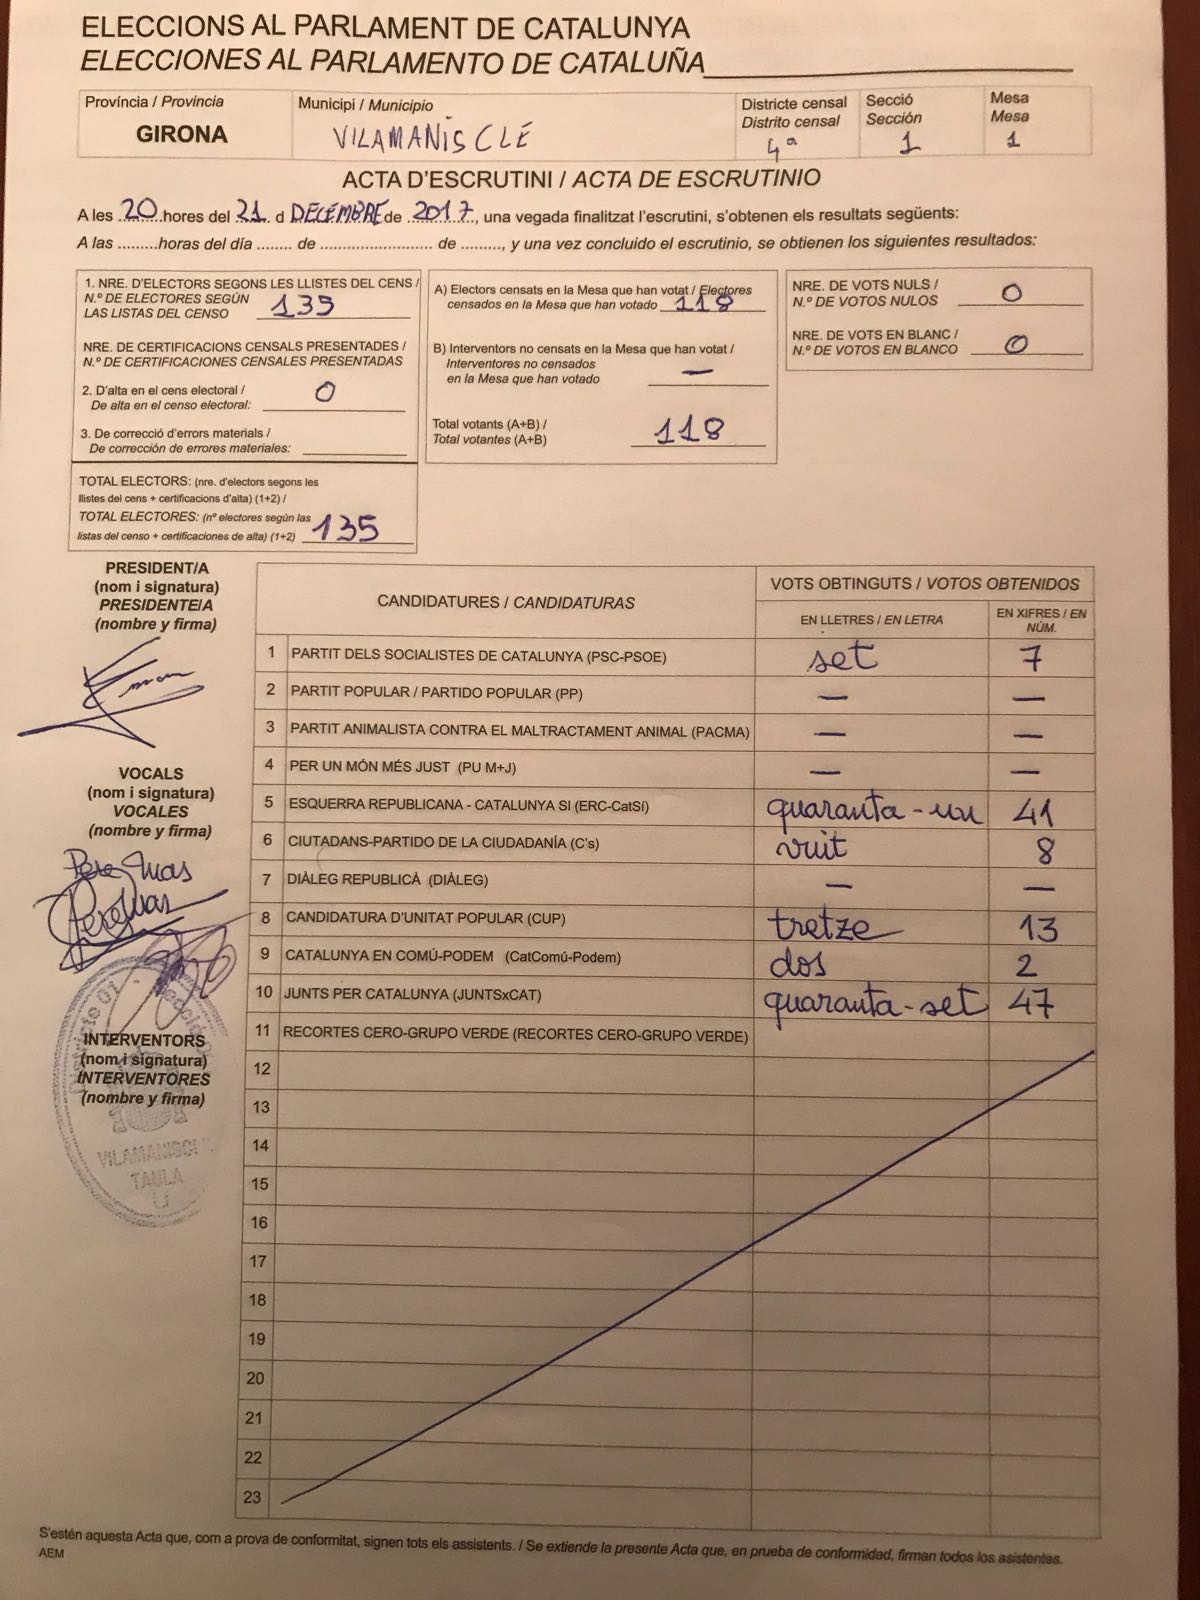 ELECCIONS AL PARLAMENT DE CATALUNYA
ELECCIONES AL PARLAMENTO DE CATALUÑA
Província / Provincia
GIRONA
Municipi / Municipio
VILAMANISCLE
Districte censal
Distrito censal
4ª
Secció
Sección
1
Mesa
Mesa
1
ACTA D'ESCRUTINI / ACTA DE ESCRUTINIO
A les 20 hores del 21 d DECEMBRE de 2017, una vegada finalitzat l'escrutini, s'obtenen els resultats següents:
A las .........horas del día ........ de ....................... de ........., y una vez concluido el escrutinio, se obtienen los siguientes resultados:
1. NRE. D'ELECTORS SEGONS LES LLISTES DEL CENS /
N.º DE ELECTORES SEGÚN
LAS LISTAS DEL CENSO 135
NRE. DE CERTIFICACIONS CENSALS PRESENTADES /
N.º DE CERTIFICACIONES CENSALES PRESENTADAS
2. D'alta en el cens electoral /
De alta en el censo electoral: 0
3. De correcció d'errors materials /
De corrección de errores materiales:
TOTAL ELECTORS: (nre. d'electors segons les
llistes del cens + certificacions d'alta) (1+2) /
TOTAL ELECTORES: (nº electores según las
listas del censo + certificaciones de alta) (1+2) 135
A) Electors censats en la Mesa que han votat / Electores
censados en la Mesa que han votado 118
B) Interventors no censats en la Mesa que han votat /
Interventores no censados
en la Mesa que han votado —
Total votants (A+B) /
Total votantes (A+B) 118
NRE. DE VOTS NULS /
N.º DE VOTOS NULOS 0
NRE. DE VOTS EN BLANC /
N.º DE VOTOS EN BLANCO 0
PRESIDENT/A
(nom i signatura)
PRESIDENTE/A
(nombre y firma)
VOCALS
(nom i signatura)
VOCALES
(nombre y firma)
Pere Mas
Pere Mas
INTERVENTORS
(nom i signatura)
INTERVENTORES
(nombre y firma)
VILAMANISCL
TAULA
U
CANDIDATURES / CANDIDATURAS
VOTS OBTINGUTS / VOTOS OBTENIDOS
EN LLETRES / EN LETRA
EN XIFRES / EN
NÚM.
1 PARTIT DELS SOCIALISTES DE CATALUNYA (PSC-PSOE) set 7
2 PARTIT POPULAR / PARTIDO POPULAR (PP) — —
3 PARTIT ANIMALISTA CONTRA EL MALTRACTAMENT ANIMAL (PACMA) — —
4 PER UN MÓN MÉS JUST (PU M+J) — —
5 ESQUERRA REPUBLICANA - CATALUNYA SI (ERC-CatSí) quaranta-un 41
6 CIUTADANS-PARTIDO DE LA CIUDADANÍA (C's) vuit 8
7 DIÀLEG REPUBLICÀ (DIÀLEG) — —
8 CANDIDATURA D'UNITAT POPULAR (CUP) tretze 13
9 CATALUNYA EN COMÚ-PODEM (CatComú-Podem) dos 2
10 JUNTS PER CATALUNYA (JUNTSxCAT) quaranta-set 47
11 RECORTES CERO-GRUPO VERDE (RECORTES CERO-GRUPO VERDE)
12
13
14
15
16
17
18
19
20
21
22
23
S'estén aquesta Acta que, com a prova de conformitat, signen tots els assistents. / Se extiende la presente Acta que, en prueba de conformidad, firman todos los asistentes.
AEM